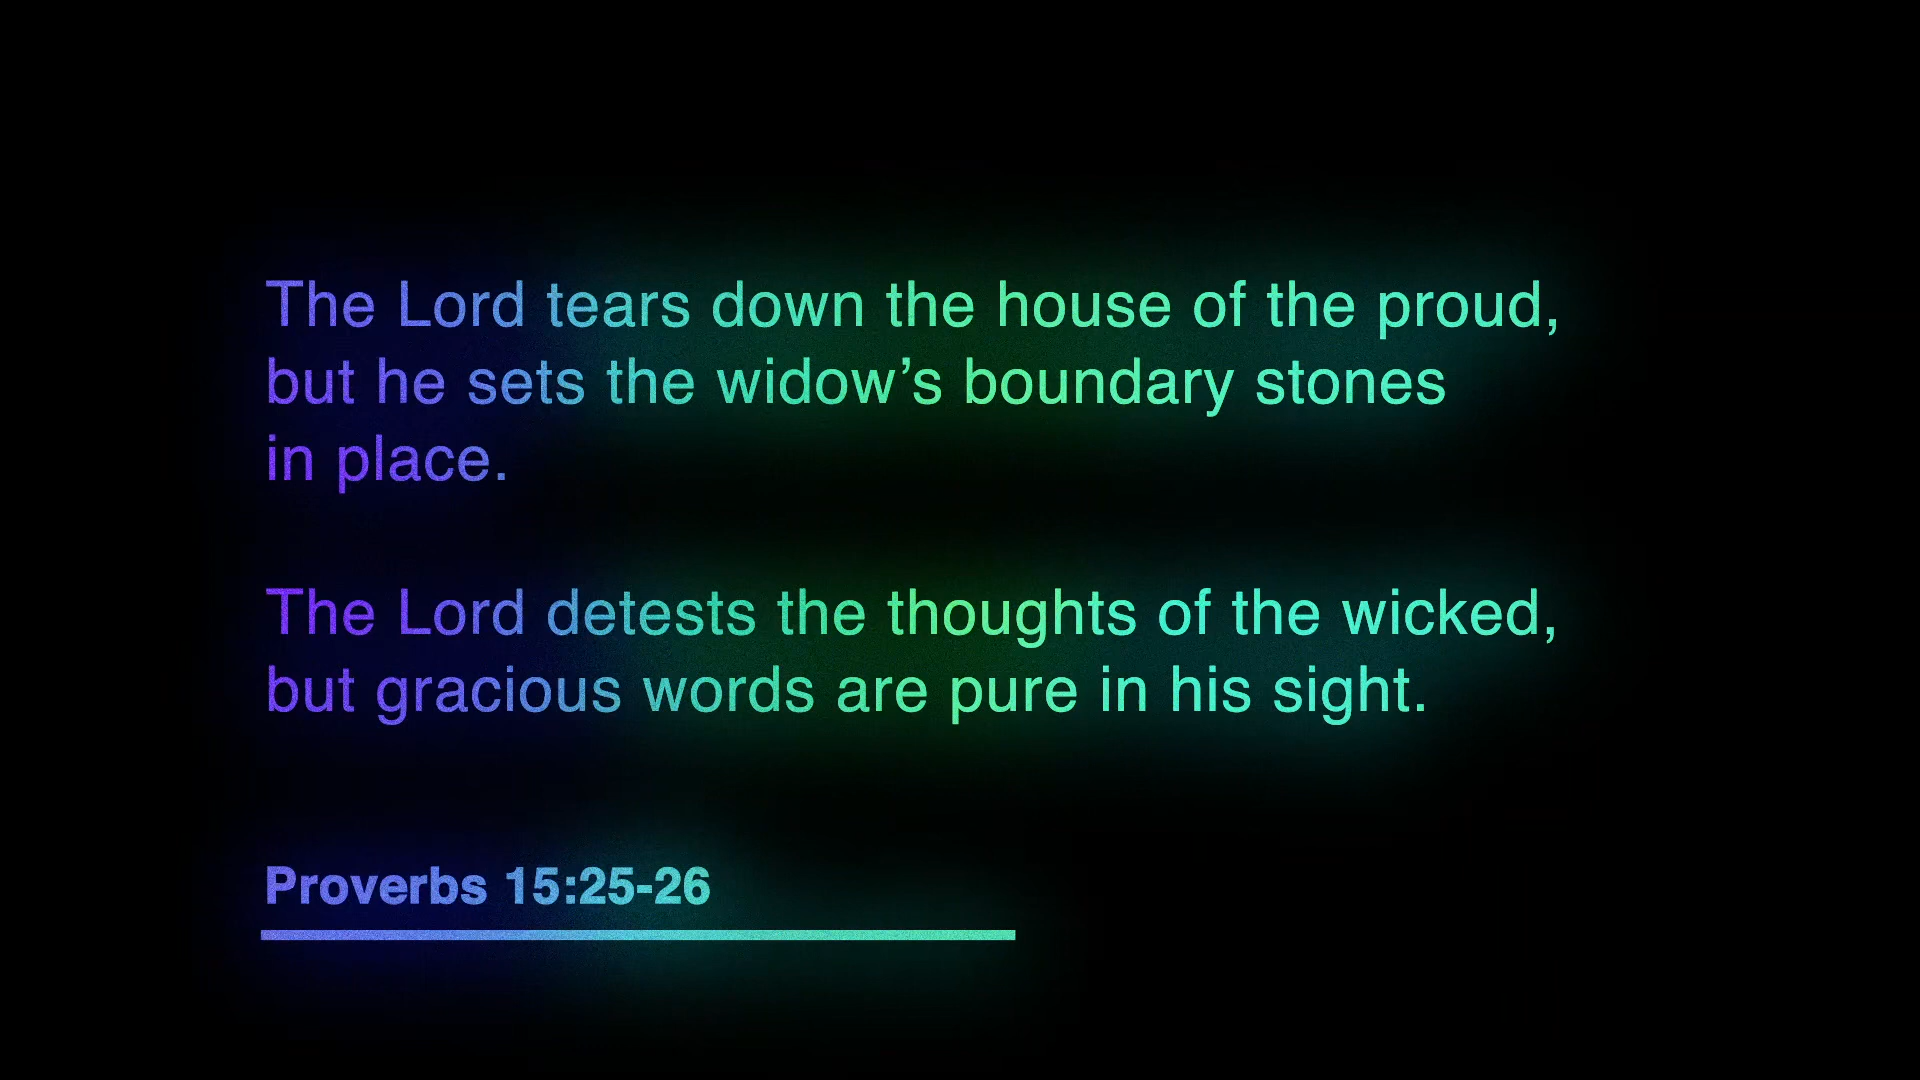 The Lord tears down the house of the proud,
but he sets the widow’s boundary stones
in place.
The Lord detests the thoughts of the wicked,
but gracious words are pure in his sight.
Proverbs 15:25-26